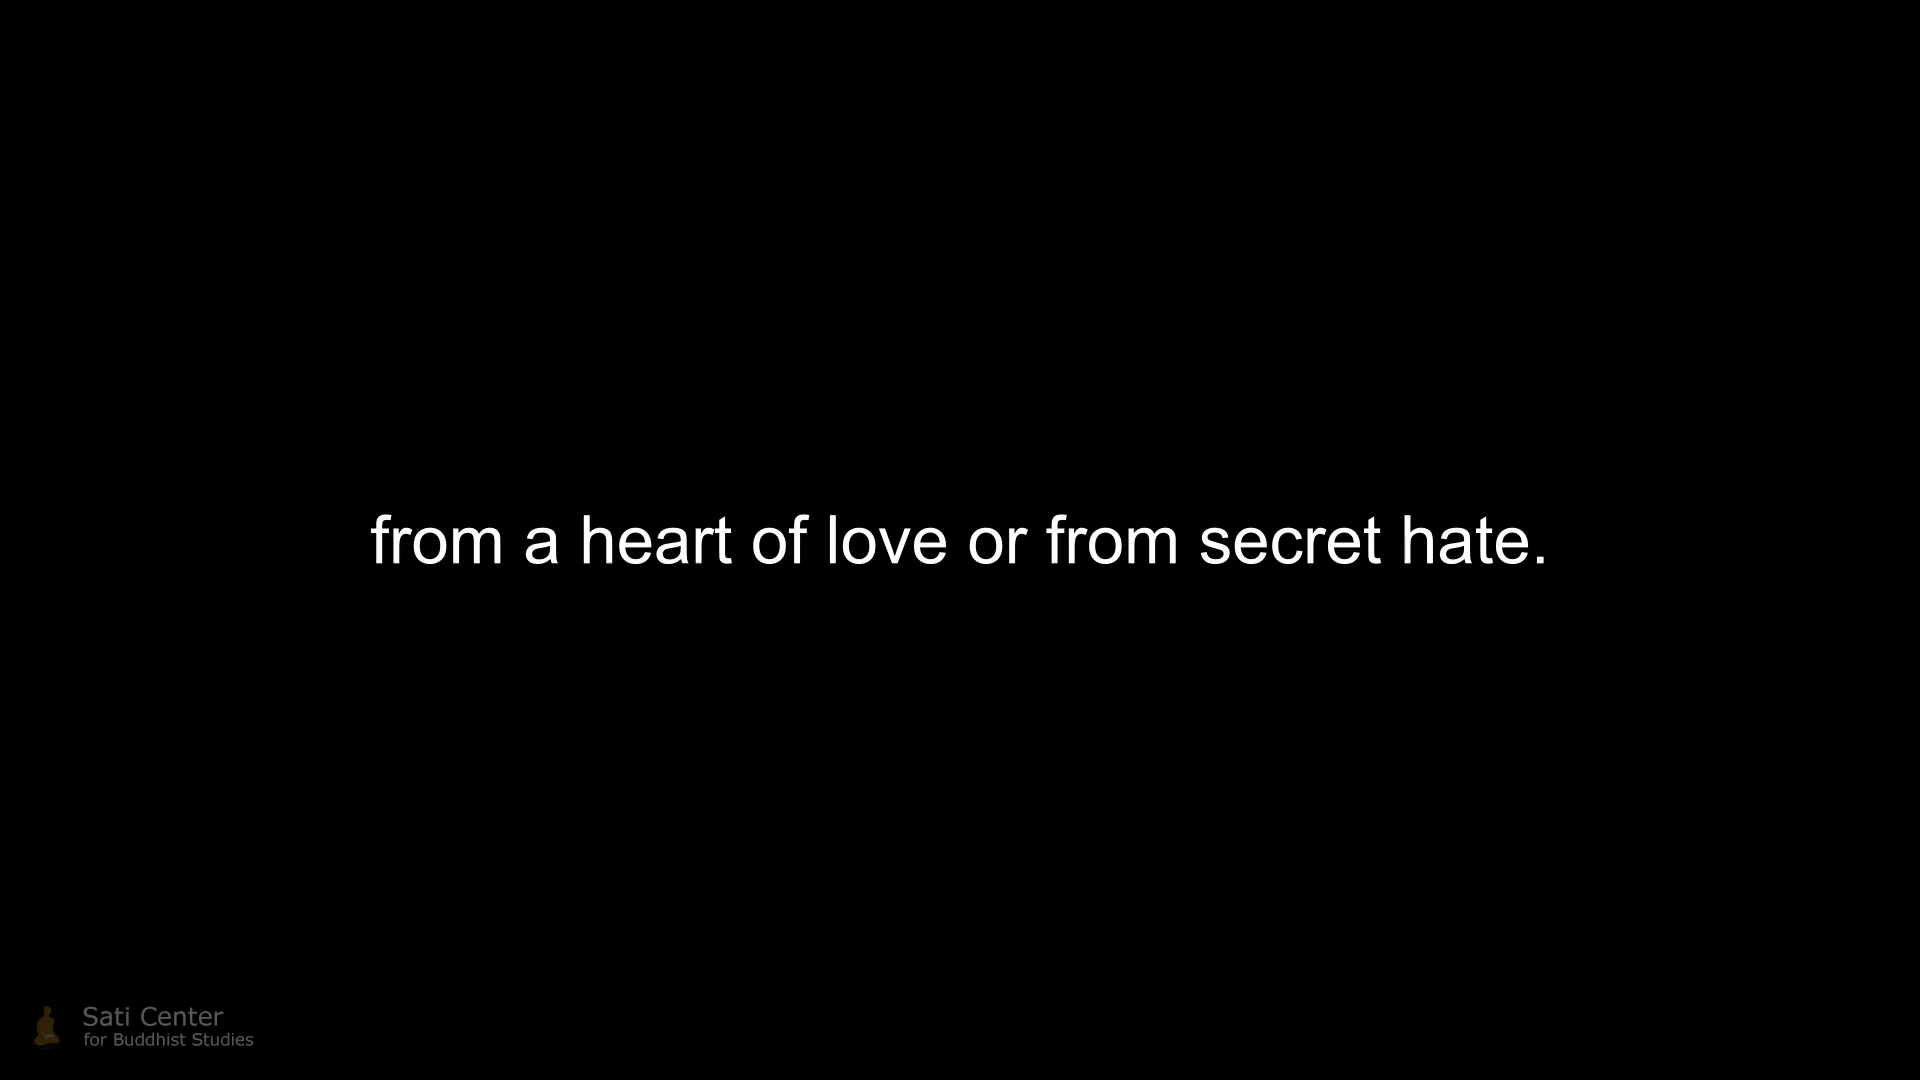 from a heart of love or from secret hate.
Sati Center
for Buddhist Studies